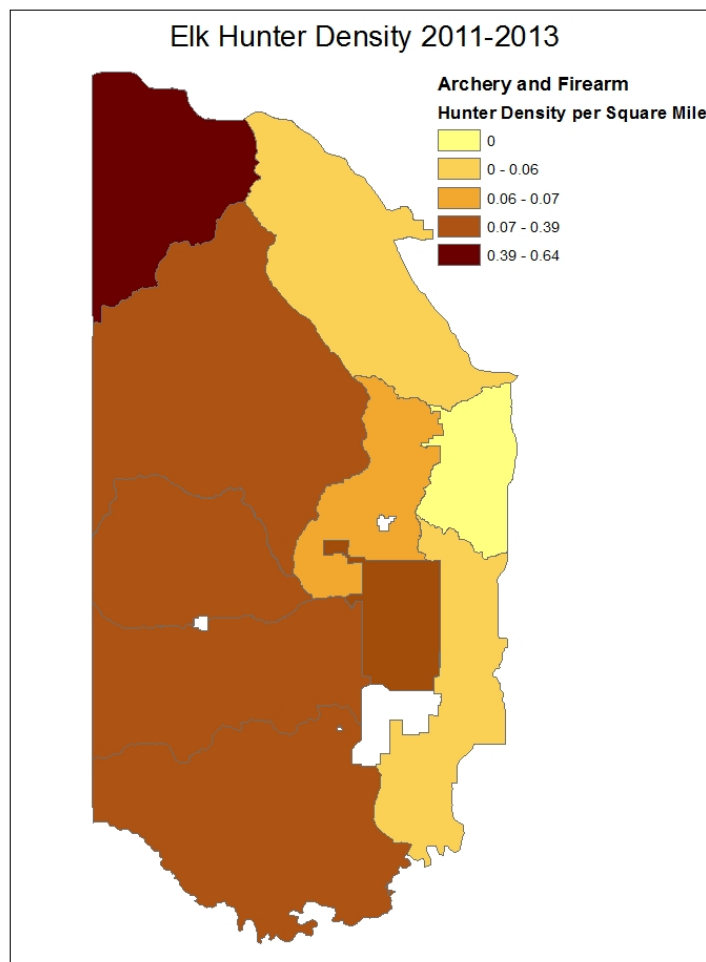 Elk Hunter Density 2011-2013
Archery and Firearm
Hunter Density per Square Mile
0
0 - 0.06
0.06 - 0.07
0.07 - 0.39
0.39 - 0.64